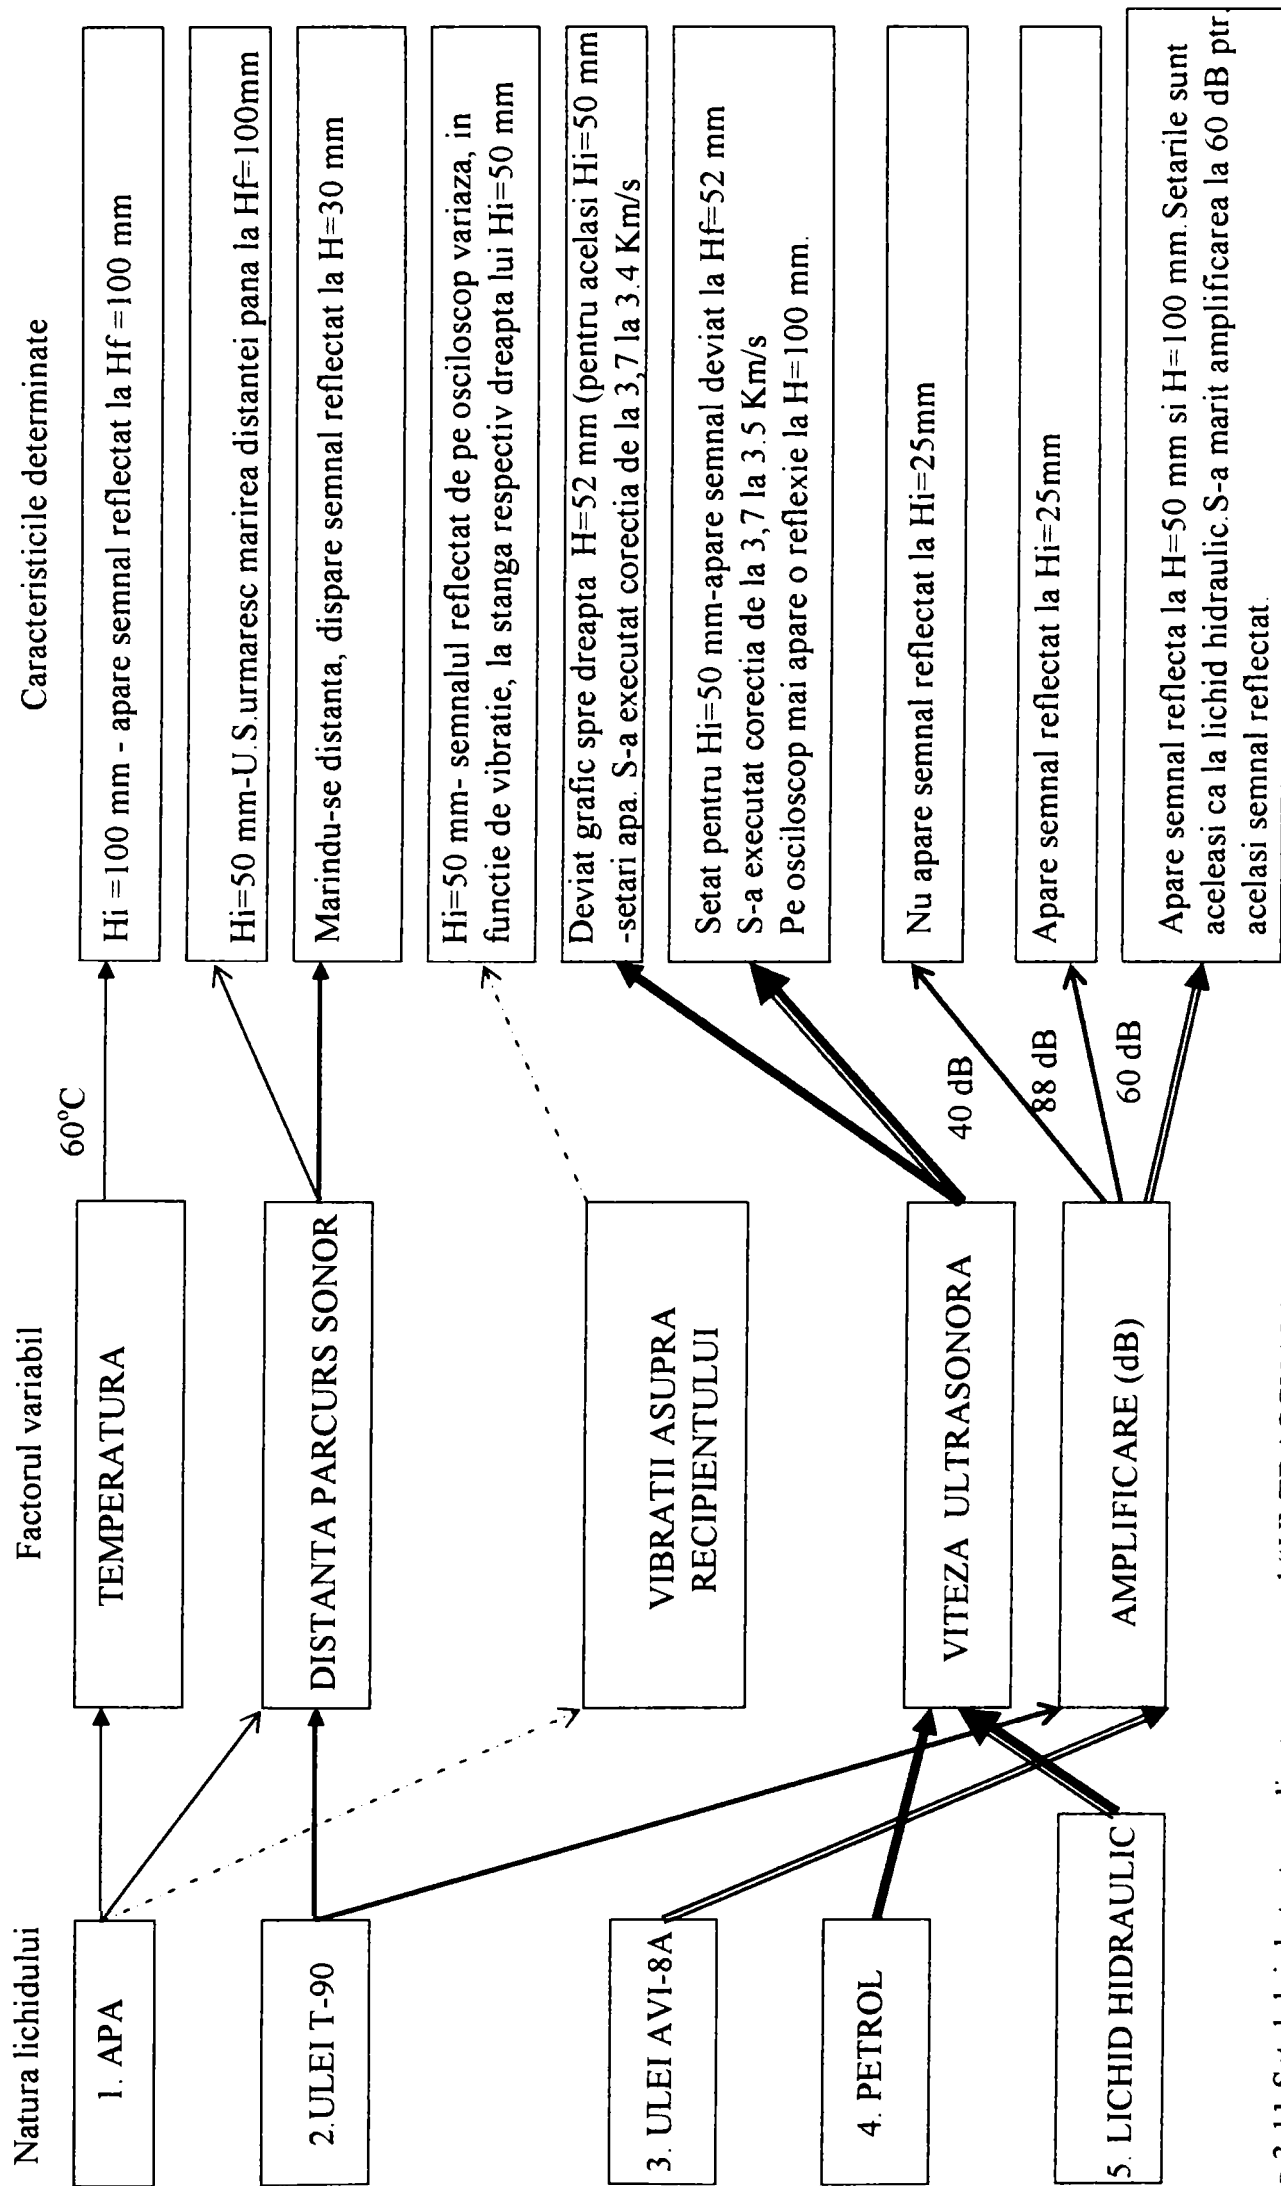 Natura lichidului
Factorul variabil
Caracteristicile determinate
1. APA
2.ULEI T-90
3. ULEI AVI-8A
4. PETROL
5. LICHID HIDRAULIC
TEMPERATURA
DISTANTA PARCURS SONOR
VIBRATII ASUPRA
RECIPIENTULUI
VITEZA ULTRASONORA
AMPLIFICARE (dB)
60°C
40 dB
88 dB
60 dB
Hi =100 mm - apare semnal reflectat la Hf =100 mm
Hi=50 mm-U.S.urmaresc marirea distantei pana la Hf=100mm
Marindu-se distanta, dispare semnal reflectat la H=30 mm
Hi=50 mm- semnalul reflectat de pe osciloscop variaza, in
functie de vibratie, la stanga respectiv dreapta lui Hi=50 mm
Deviat grafic spre dreapta H=52 mm (pentru acelasi Hi=50 mm
-setari apa. S-a executat corectia de la 3,7 la 3.4 Km/s
Setat pentru Hi=50 mm-apare semnal deviat la Hf=52 mm
S-a executat corectia de la 3,7 la 3.5 Km/s
Pe osciloscop mai apare o reflexie la H=100 mm.
Nu apare semnal reflectat la Hi=25mm
Apare semnal reflectat la Hi=25mm
Apare semnal reflecta la H=50 mm si H=100 mm.Setarile sunt
aceleasi ca la lichid hidraulic.S-a marit amplificarea la 60 dB ptr
acelasi semnal reflectat.